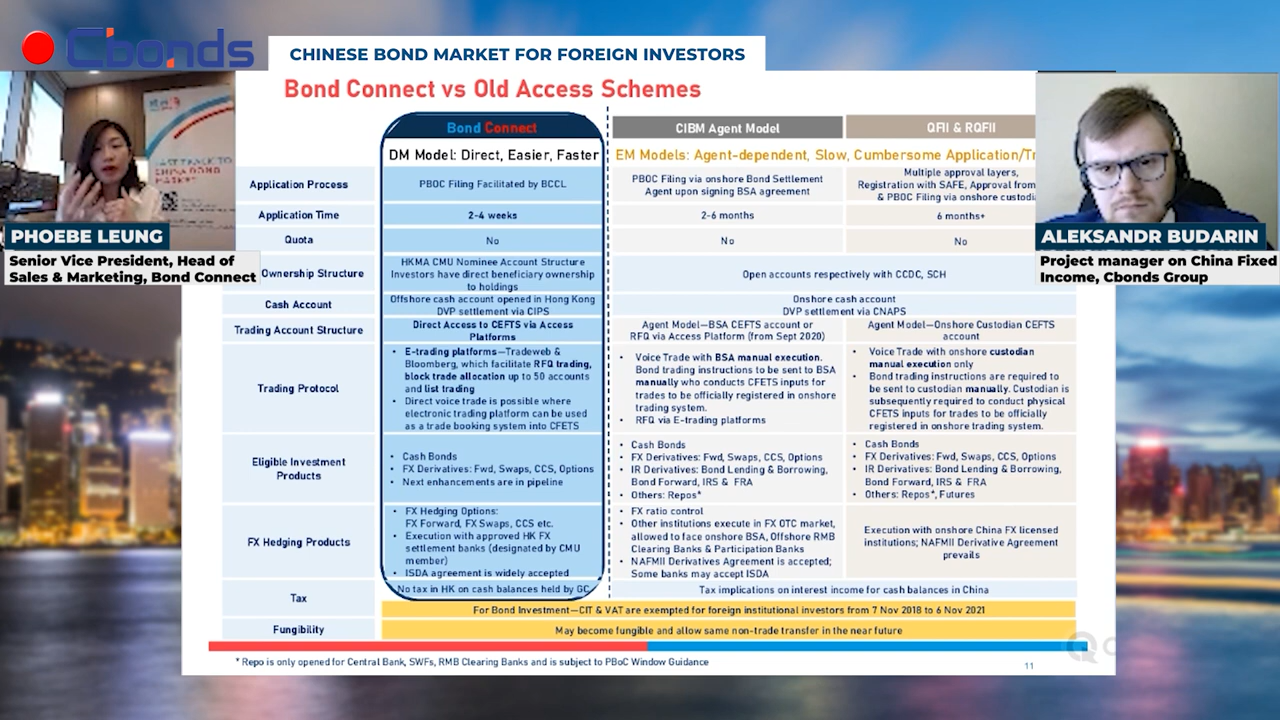 Cbonds
CHINESE BOND MARKET FOR FOREIGN INVESTORS
Bond Connect vs Old Access Schemes
Bond Connect
CIBM Agent Model
QFII & RQFII
DM Model: Direct, Easier, Faster
EM Models: Agent-dependent, Slow, Cumbersome Application/Tr
Application Process
PBOC Filing Facilitated by BCCL
PBOC Filing via onshore Bond Settlement
Agent upon signing BSA agreement
Multiple approval layers,
Registration with SAFE, Approval from
& PBOC Filing via onshore custodia
Application Time
2-4 weeks
2-6 months
6 months+
Quota
No
No
No
Ownership Structure
HKMA CMU Nominee Account Structure
Investors have direct beneficiary ownership
to holdings
Open accounts respectively with CCDC, SCH
Cash Account
Offshore cash account opened in Hong Kong
DVP settlement via CIPS
Onshore cash account
DVP settlement via CNAPS
Trading Account Structure
Direct Access to CEFTS via Access
Platforms
Agent Model—BSA CEFTS account or
RFQ via Access Platform (from Sept 2020)
Agent Model—Onshore Custodian CEFTS
account
Trading Protocol
• E-trading platforms—Tradeweb &
Bloomberg, which facilitate RFQ trading,
block trade allocation up to 50 accounts
and list trading
• Direct voice trade is possible where
electronic trading platform can be used
as a trade booking system into CFETS
• Voice Trade with BSA manual execution.
Bond trading instructions to be sent to BSA
manually who conducts CFETS inputs for
trades to be officially registered in onshore
trading system.
• RFQ via E-trading platforms
• Voice Trade with onshore custodian
manual execution only
• Bond trading instructions are required to
be sent to custodian manually. Custodian is
subsequently required to conduct physical
CFETS inputs for trades to be officially
registered in onshore trading system.
Eligible Investment
Products
• Cash Bonds
• FX Derivatives: Fwd, Swaps, CCS, Options
• Next enhancements are in pipeline
• Cash Bonds
• FX Derivatives: Fwd, Swaps, CCS, Options
• IR Derivatives: Bond Lending & Borrowing,
Bond Forward, IRS & FRA
• Others: Repos*
• Cash Bonds
• FX Derivatives: Fwd, Swaps, CCS, Options
• IR Derivatives: Bond Lending & Borrowing,
Bond Forward, IRS & FRA
• Others: Repos*, Futures
FX Hedging Products
• FX Hedging Options:
FX Forward, FX Swaps, CCS etc.
• Execution with approved HK FX
settlement banks (designated by CMU
member)
• ISDA agreement is widely accepted
• FX ratio control
• Other institutions execute in FX OTC market,
allowed to face onshore BSA, Offshore RMB
Clearing Banks & Participation Banks
• NAFMII Derivatives Agreement is accepted;
Some banks may accept ISDA
Execution with onshore China FX licensed
institutions; NAFMII Derivative Agreement
prevails
Tax
No tax in HK on cash balances held by GC
Tax implications on interest income for cash balances in China
For Bond Investment—CIT & VAT are exempted for foreign institutional investors from 7 Nov 2018 to 6 Nov 2021
Fungibility
May become fungible and allow same non-trade transfer in the near future
* Repo is only opened for Central Bank, SWFs, RMB Clearing Banks and is subject to PBoC Window Guidance
11
PHOEBE LEUNG
Senior Vice President, Head of
Sales & Marketing, Bond Connect
ALEKSANDR BUDARIN
Project manager on China Fixed
Income, Cbonds Group